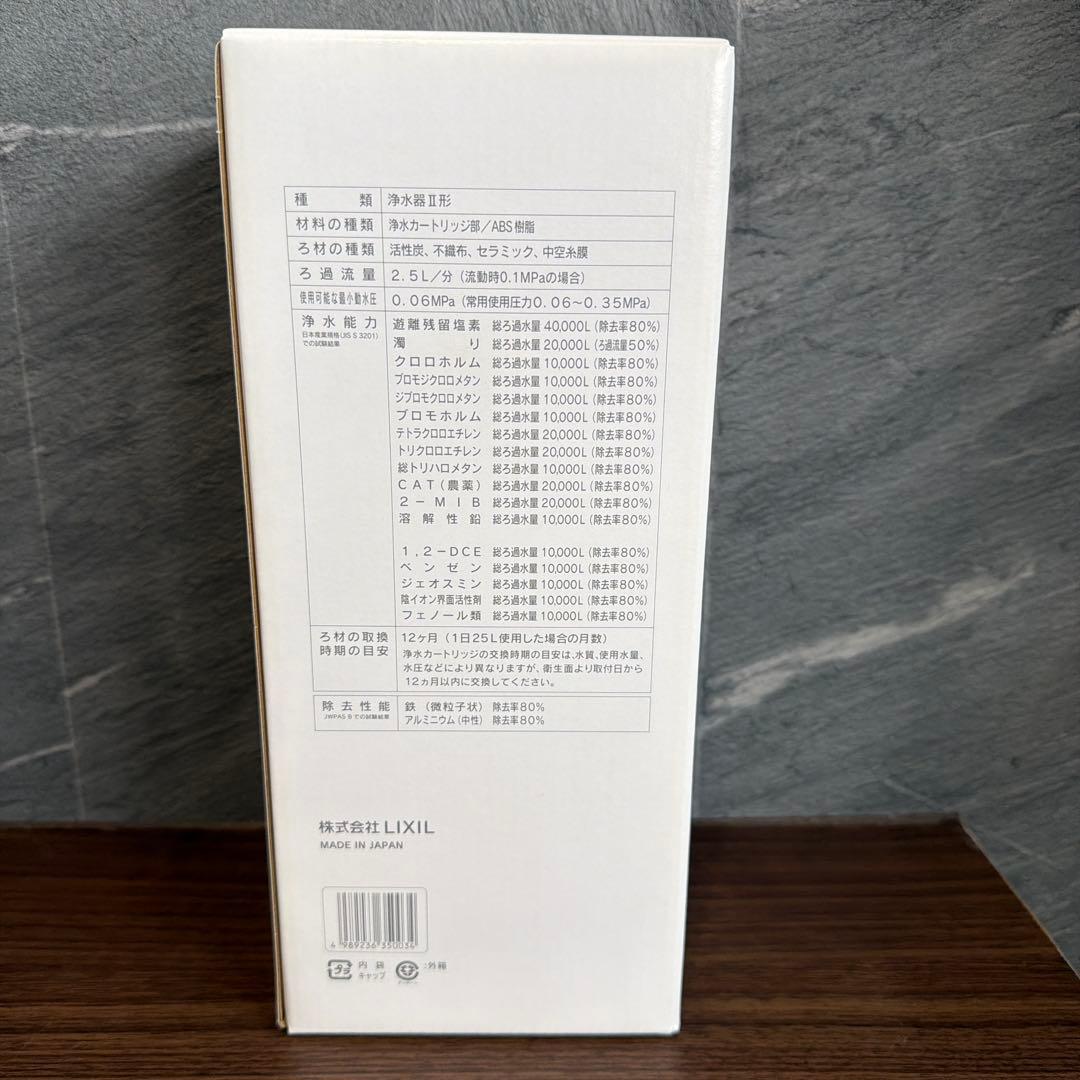 種類 浄水器Ⅱ形
材料の種類 浄水カートリッジ部／ABS樹脂
ろ材の種類 活性炭、不織布、セラミック、中空糸膜
ろ過流量 2.5L／分（流動時0.1MPaの場合）
使用可能な最小動水圧 0.06MPa（常用使用圧力0.06～0.35MPa）
浄水能力 遊離残留塩素 総ろ過水量 40,000L（除去率80%）
日本産業規格(JIS S 3201)
での試験結果
濁り 総ろ過水量 20,000L（ろ過流量50%）
クロロホルム 総ろ過水量 10,000L（除去率80%）
ブロモジクロロメタン 総ろ過水量 10,000L（除去率80%）
ジブロモクロロメタン 総ろ過水量 10,000L（除去率80%）
ブロモホルム 総ろ過水量 10,000L（除去率80%）
テトラクロロエチレン 総ろ過水量 20,000L（除去率80%）
トリクロロエチレン 総ろ過水量 20,000L（除去率80%）
総トリハロメタン 総ろ過水量 10,000L（除去率80%）
CAT（農薬） 総ろ過水量 20,000L（除去率80%）
2－MIB 総ろ過水量 20,000L（除去率80%）
溶解性鉛 総ろ過水量 10,000L（除去率80%）
1,2－DCE 総ろ過水量 10,000L（除去率80%）
ベンゼン 総ろ過水量 10,000L（除去率80%）
ジェオスミン 総ろ過水量 10,000L（除去率80%）
陰イオン界面活性剤 総ろ過水量 10,000L（除去率80%）
フェノール類 総ろ過水量 10,000L（除去率80%）
ろ材の取換 12ヶ月（1日25L使用した場合の月数）
時期の目安 浄水カートリッジの交換時期の目安は、水質、使用水量、
水圧などにより異なりますが、衛生面より取付日から
12ヵ月以内に交換してください。
除去性能 鉄（微粒子状） 除去率80%
JWPAS B での試験結果 アルミニウム（中性） 除去率80%
株式会社 LIXIL
MADE IN JAPAN
4 989236 350034
プラ 内袋 ：外箱
キャップ